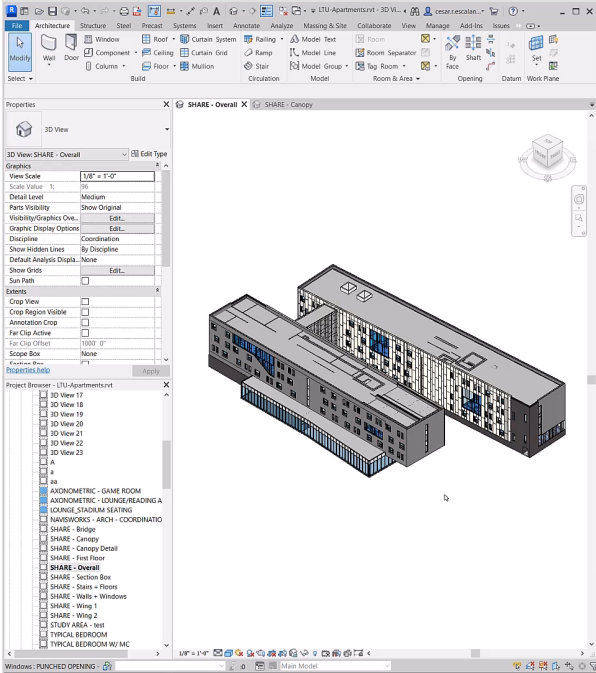 LTU-Apartments.rvt - 3D Vi... cesar.r.escalan...
File Architecture Structure Steel Precast Systems Insert Annotate Analyze Massing & Site Collaborate View Manage Add-Ins Issues
Modify Wall Door Window Component Column Roof Ceiling Floor Curtain System Curtain Grid Mullion Railing Ramp Stair Model Text Model Line Model Group Room Room Separator Tag Room By Face Shaft Set
Select Build Circulation Model Room & Area Opening Datum Work Plane
Properties X
SHARE - Overall X SHARE - Canopy
3D View
3D View: SHARE - Overall Edit Type
Graphics
View Scale 1/8" = 1'-0"
Scale Value 1: 96
Detail Level Medium
Parts Visibility Show Original
Visibility/Graphics Ove... Edit...
Graphic Display Options Edit...
Discipline Coordination
Show Hidden Lines By Discipline
Default Analysis Displa... None
Show Grids Edit...
Sun Path
Extents
Crop View
Crop Region Visible
Annotation Crop
Far Clip Active
Far Clip Offset 1000' 0"
Scope Box None
Section Box
Properties help Apply
Project Browser - LTU-Apartments.rvt X
3D View 17
3D View 18
3D View 19
3D View 20
3D View 21
3D View 22
3D View 23
A
a
aa
AXONOMETRIC - GAME ROOM
AXONOMETRIC - LOUNGE/READING A
LOUNGE_STADIUM SEATING
NAVISWORKS - ARCH - COORDINATIO
SHARE - Bridge
SHARE - Canopy
SHARE - Canopy Detail
SHARE - First Floor
SHARE - Overall
SHARE - Section Box
SHARE - Stairs + Floors
SHARE - Walls + Windows
SHARE - Wing 1
SHARE - Wing 2
STUDY AREA - test
TYPICAL BEDROOM
TYPICAL BEDROOM W/ MC
1/8" = 1'-0"
Windows : PUNCHED OPENING - :0 Main Model